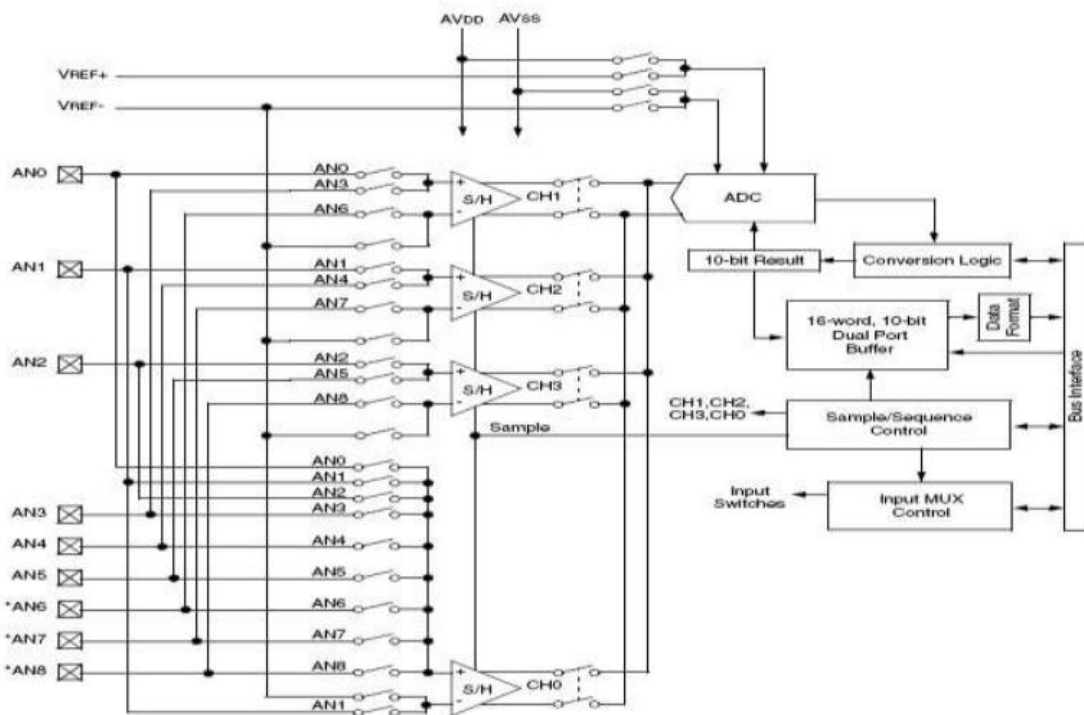 AVDD AVSS
VREF+
VREF-
AN0
AN0
AN3
AN6
+
-
S/H
CH1
ADC
AN1
AN1
AN4
AN7
+
-
S/H
CH2
10-bit Result
Conversion Logic
16-word, 10-bit
Dual Port
Buffer
Data
Format
AN2
AN2
AN5
AN8
+
-
S/H
CH3
CH1,CH2,
CH3,CH0
Sample/Sequence
Control
Bus Interface
Sample
AN0
AN1
AN2
AN3
AN3
Input
Switches
Input MUX
Control
AN4
AN4
AN5
AN5
*AN6
AN6
*AN7
AN7
*AN8
AN8
+
-
S/H
CH0
AN1